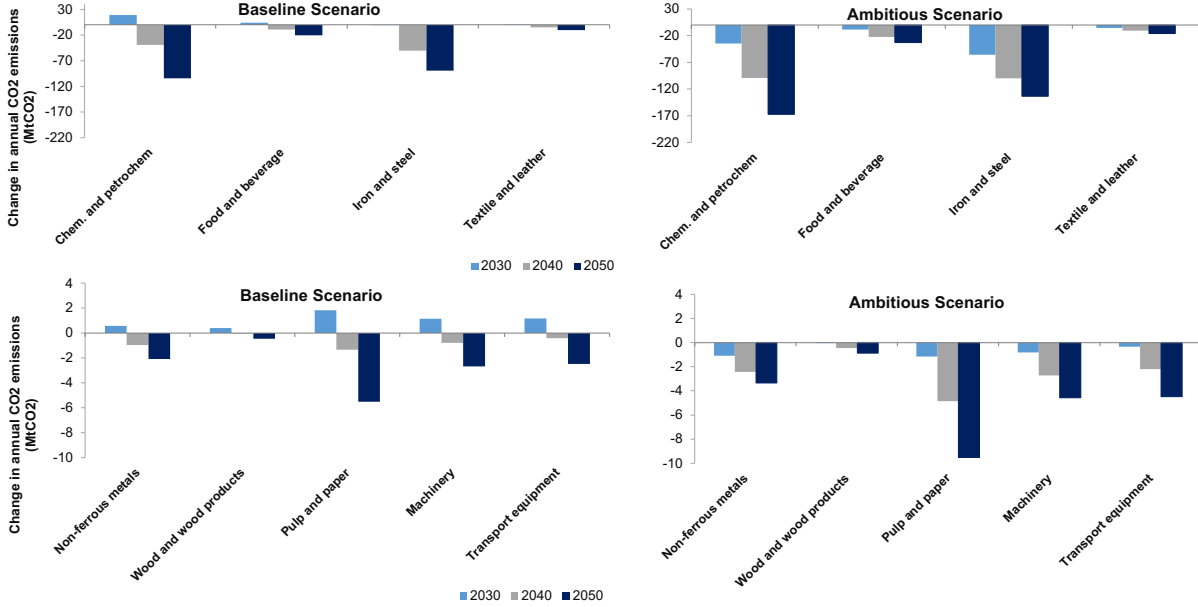 Baseline Scenario
Change in annual CO2 emissions
(MtCO2)
30
-20
-70
-120
-170
-220
Chem. and petrochem
Food and beverage
Iron and steel
Textile and leather
Ambitious Scenario
30
-20
-70
-120
-170
-220
Chem. and petrochem
Food and beverage
Iron and steel
Textile and leather
2030 2040 2050
Baseline Scenario
Change in annual CO2 emissions
(MtCO2)
4
2
0
-2
-4
-6
-8
-10
Non-ferrous metals
Wood and wood products
Pulp and paper
Machinery
Transport equipment
Ambitious Scenario
4
2
0
-2
-4
-6
-8
-10
Non-ferrous metals
Wood and wood products
Pulp and paper
Machinery
Transport equipment
2030 2040 2050